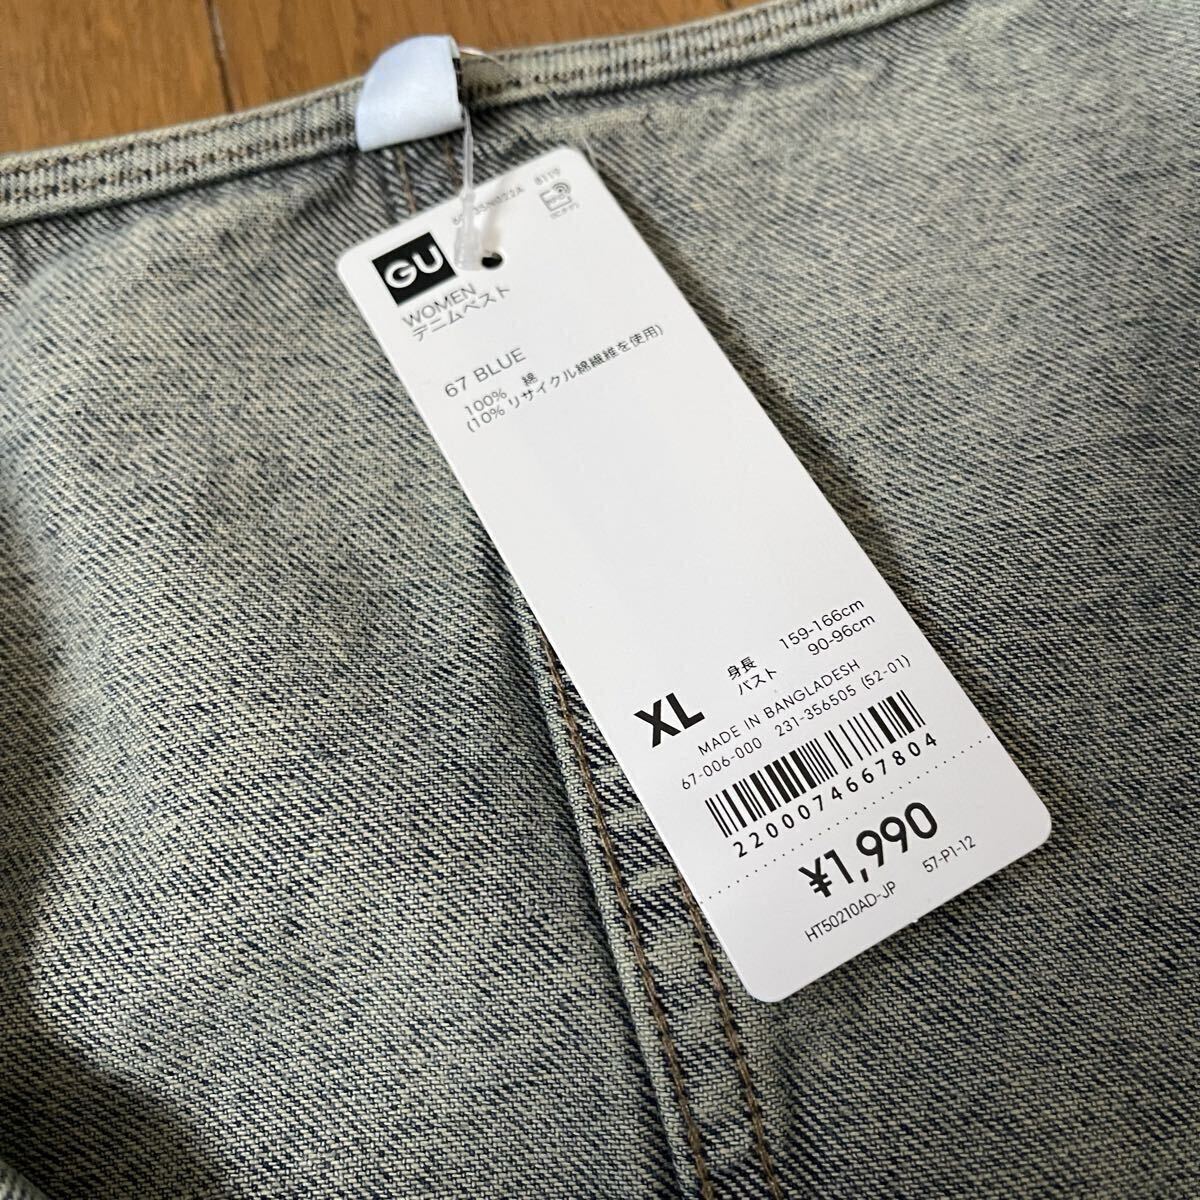 8119
GU
WOMEN
デニムベスト
67 BLUE
100% 綿
(10% リサイクル綿繊維を使用)
XL
身長 159-166cm
バスト 90-96cm
MADE IN BANGLADESH
67-006-000 231-356505 (52-01)
2200074667804
¥1,990
HT50210AD-JP 57-P1-12